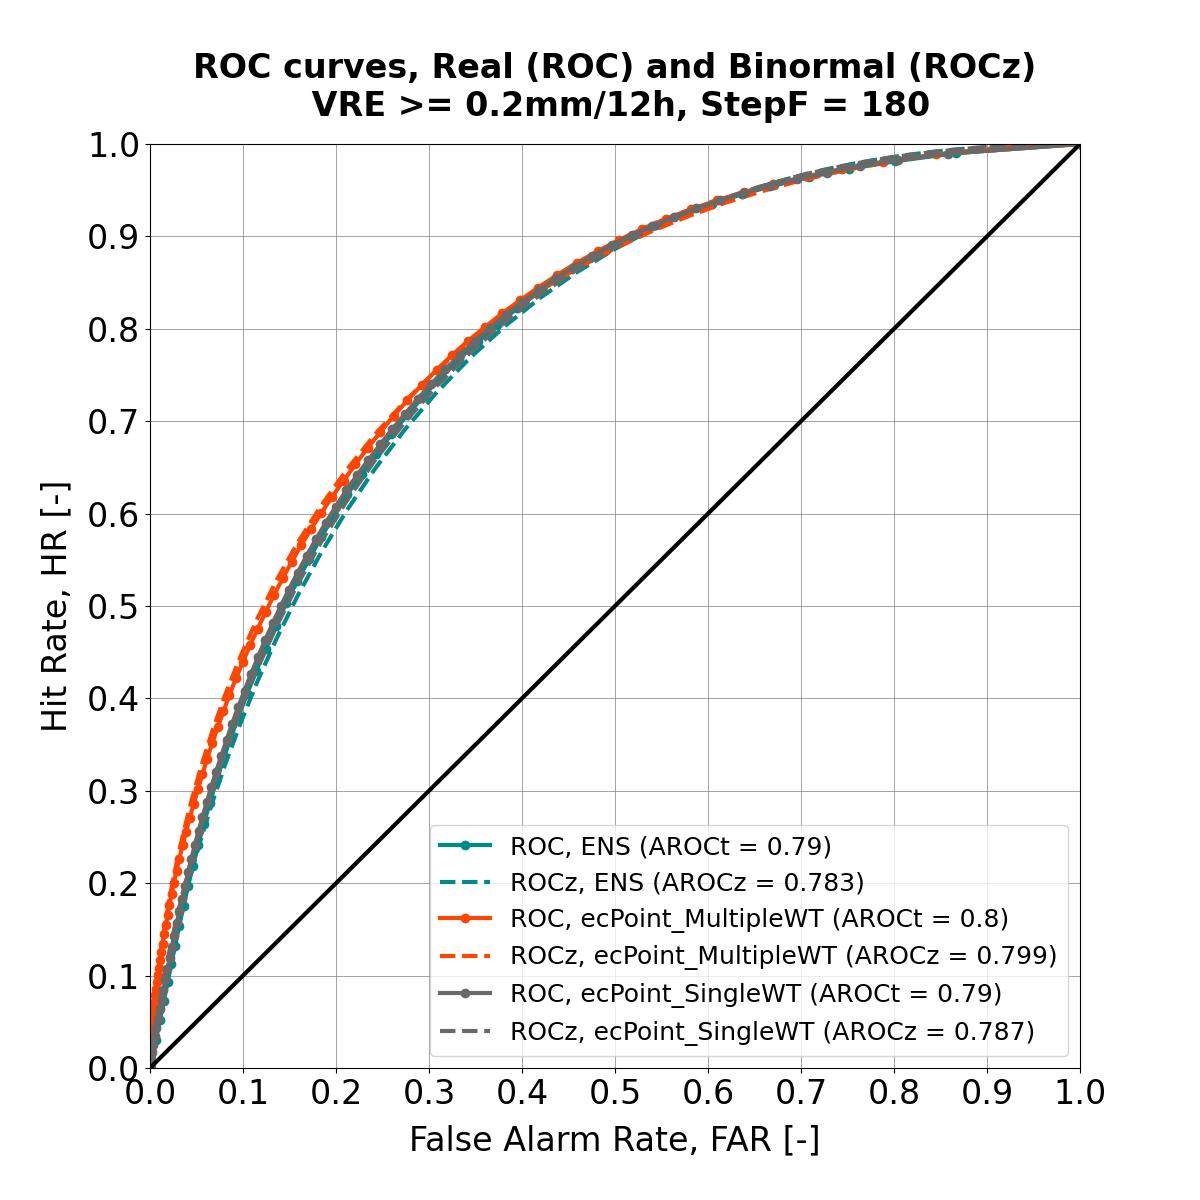 ROC curves, Real (ROC) and Binormal (ROCz)
VRE >= 0.2mm/12h, StepF = 180
1.0
0.9
0.8
0.7
0.6
0.5
0.4
0.3
0.2
0.1
0.0
Hit Rate, HR [-]
ROC, ENS (AROCt = 0.79)
ROCz, ENS (AROCz = 0.783)
ROC, ecPoint_MultipleWT (AROCt = 0.8)
ROCz, ecPoint_MultipleWT (AROCz = 0.799)
ROC, ecPoint_SingleWT (AROCt = 0.79)
ROCz, ecPoint_SingleWT (AROCz = 0.787)
0.0 0.1 0.2 0.3 0.4 0.5 0.6 0.7 0.8 0.9 1.0
False Alarm Rate, FAR [-]